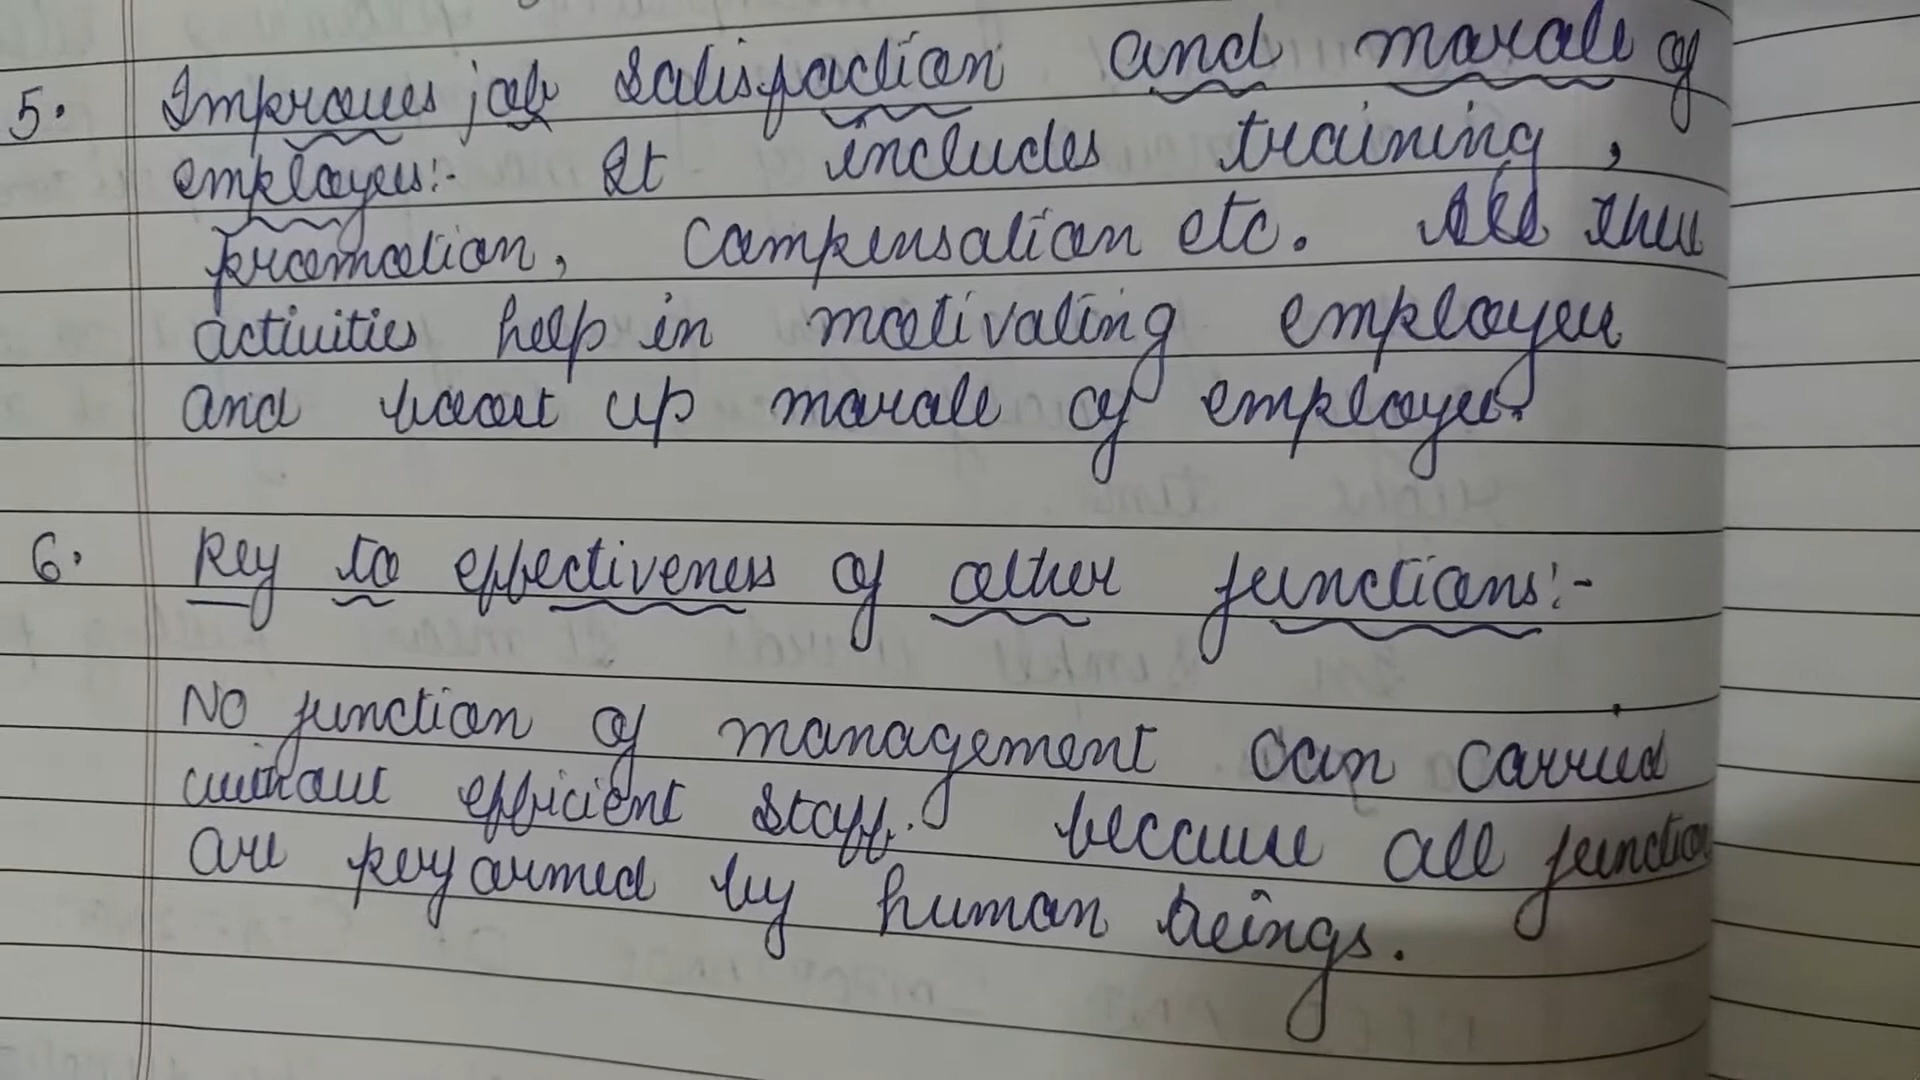 5. Improves job satisfaction and morale of
employees:- It includes training,
promotion, compensation etc. All these
activities help in motivating employees
and boost up morale of employees.
6. Key to effectiveness of other functions:-
No function of management can carried
without efficient staff. because all function
are performed by human beings.